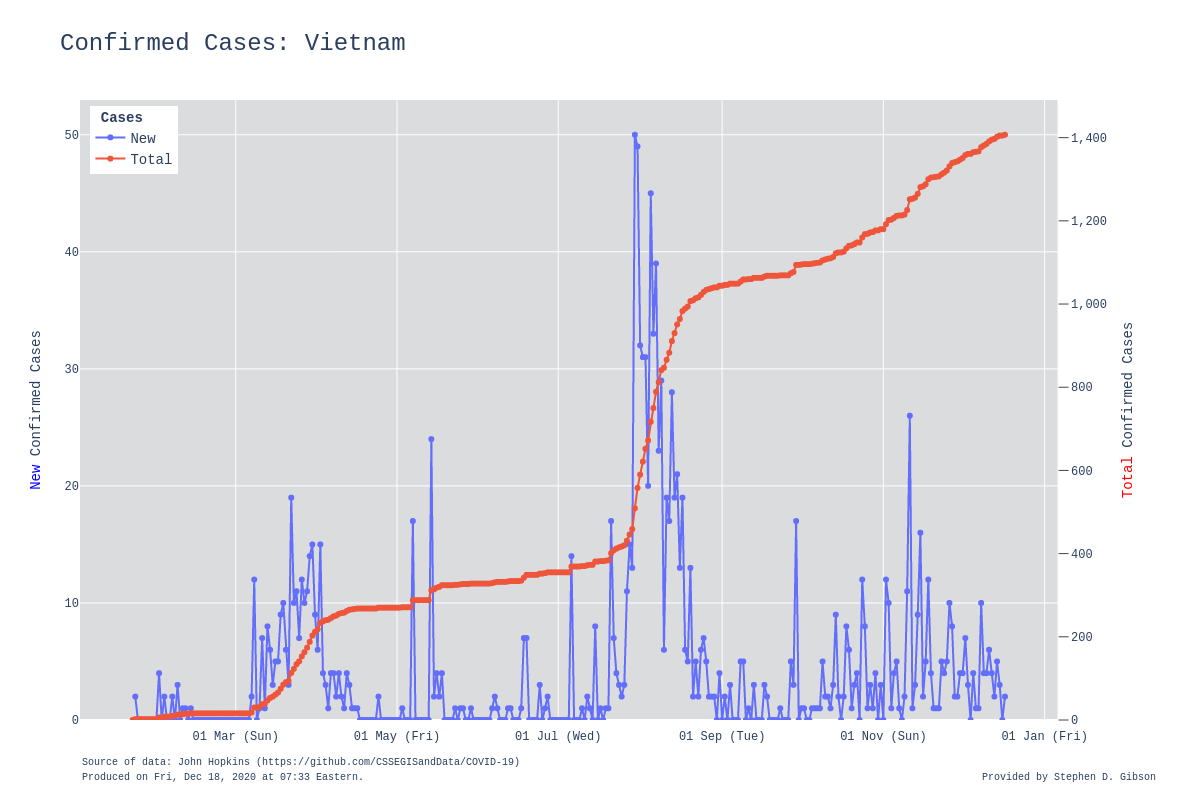 Confirmed Cases: Vietnam
Cases
New
Total
50
40
30
20
10
0
1,400
1,200
1,000
800
600
400
200
0
New Confirmed Cases
Total Confirmed Cases
01 Mar (Sun)
01 May (Fri)
01 Jul (Wed)
01 Sep (Tue)
01 Nov (Sun)
01 Jan (Fri)
Source of data: John Hopkins (https://github.com/CSSEGISandData/COVID-19)
Produced on Fri, Dec 18, 2020 at 07:33 Eastern.
Provided by Stephen D. Gibson